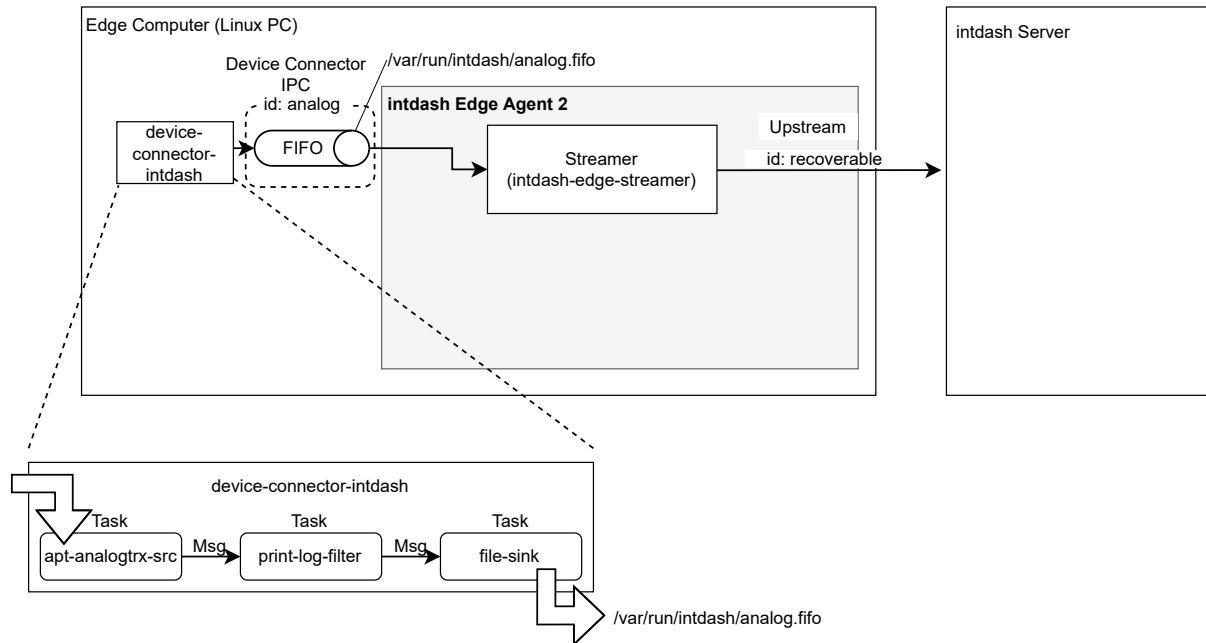 Edge Computer (Linux PC)
intdash Server
Device Connector
IPC
id: analog
/var/run/intdash/analog.fifo
intdash Edge Agent 2
device-
connector-
intdash
FIFO
Streamer
(intdash-edge-streamer)
Upstream
id: recoverable
device-connector-intdash
Task
Task
Task
apt-analogtrx-src
Msg
print-log-filter
Msg
file-sink
/var/run/intdash/analog.fifo